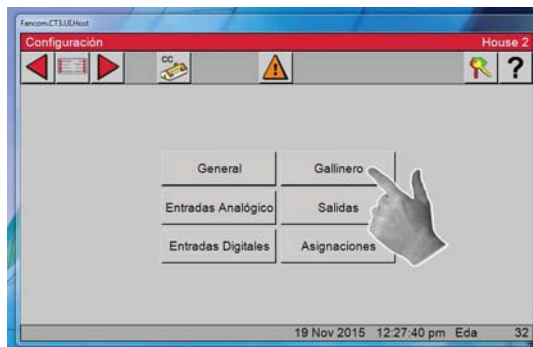 Fancom.CT3.UI.Host
Configuración
House 2
CC
?
General
Gallinero
Entradas Analógico
Salidas
Entradas Digitales
Asignaciones
19 Nov 2015 12:27:40 pm Eda 32